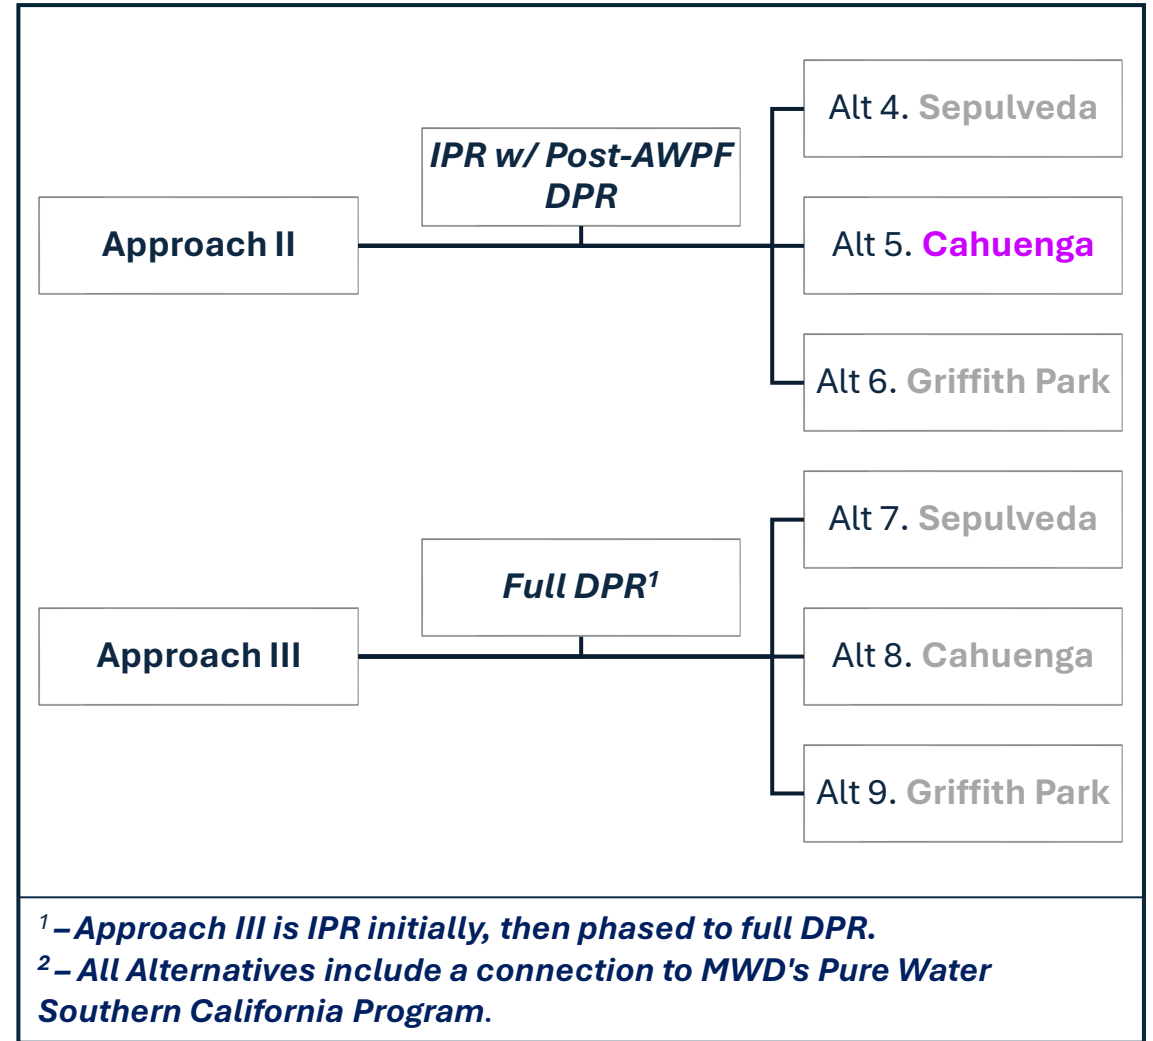 Alt 4. Sepulveda
IPR w/ Post-AWPF
DPR
Approach II
Alt 5. Cahuenga
Alt 6. Griffith Park
Alt 7. Sepulveda
Full DPR¹
Approach III
Alt 8. Cahuenga
Alt 9. Griffith Park
¹ – Approach III is IPR initially, then phased to full DPR.
² – All Alternatives include a connection to MWD's Pure Water
Southern California Program.